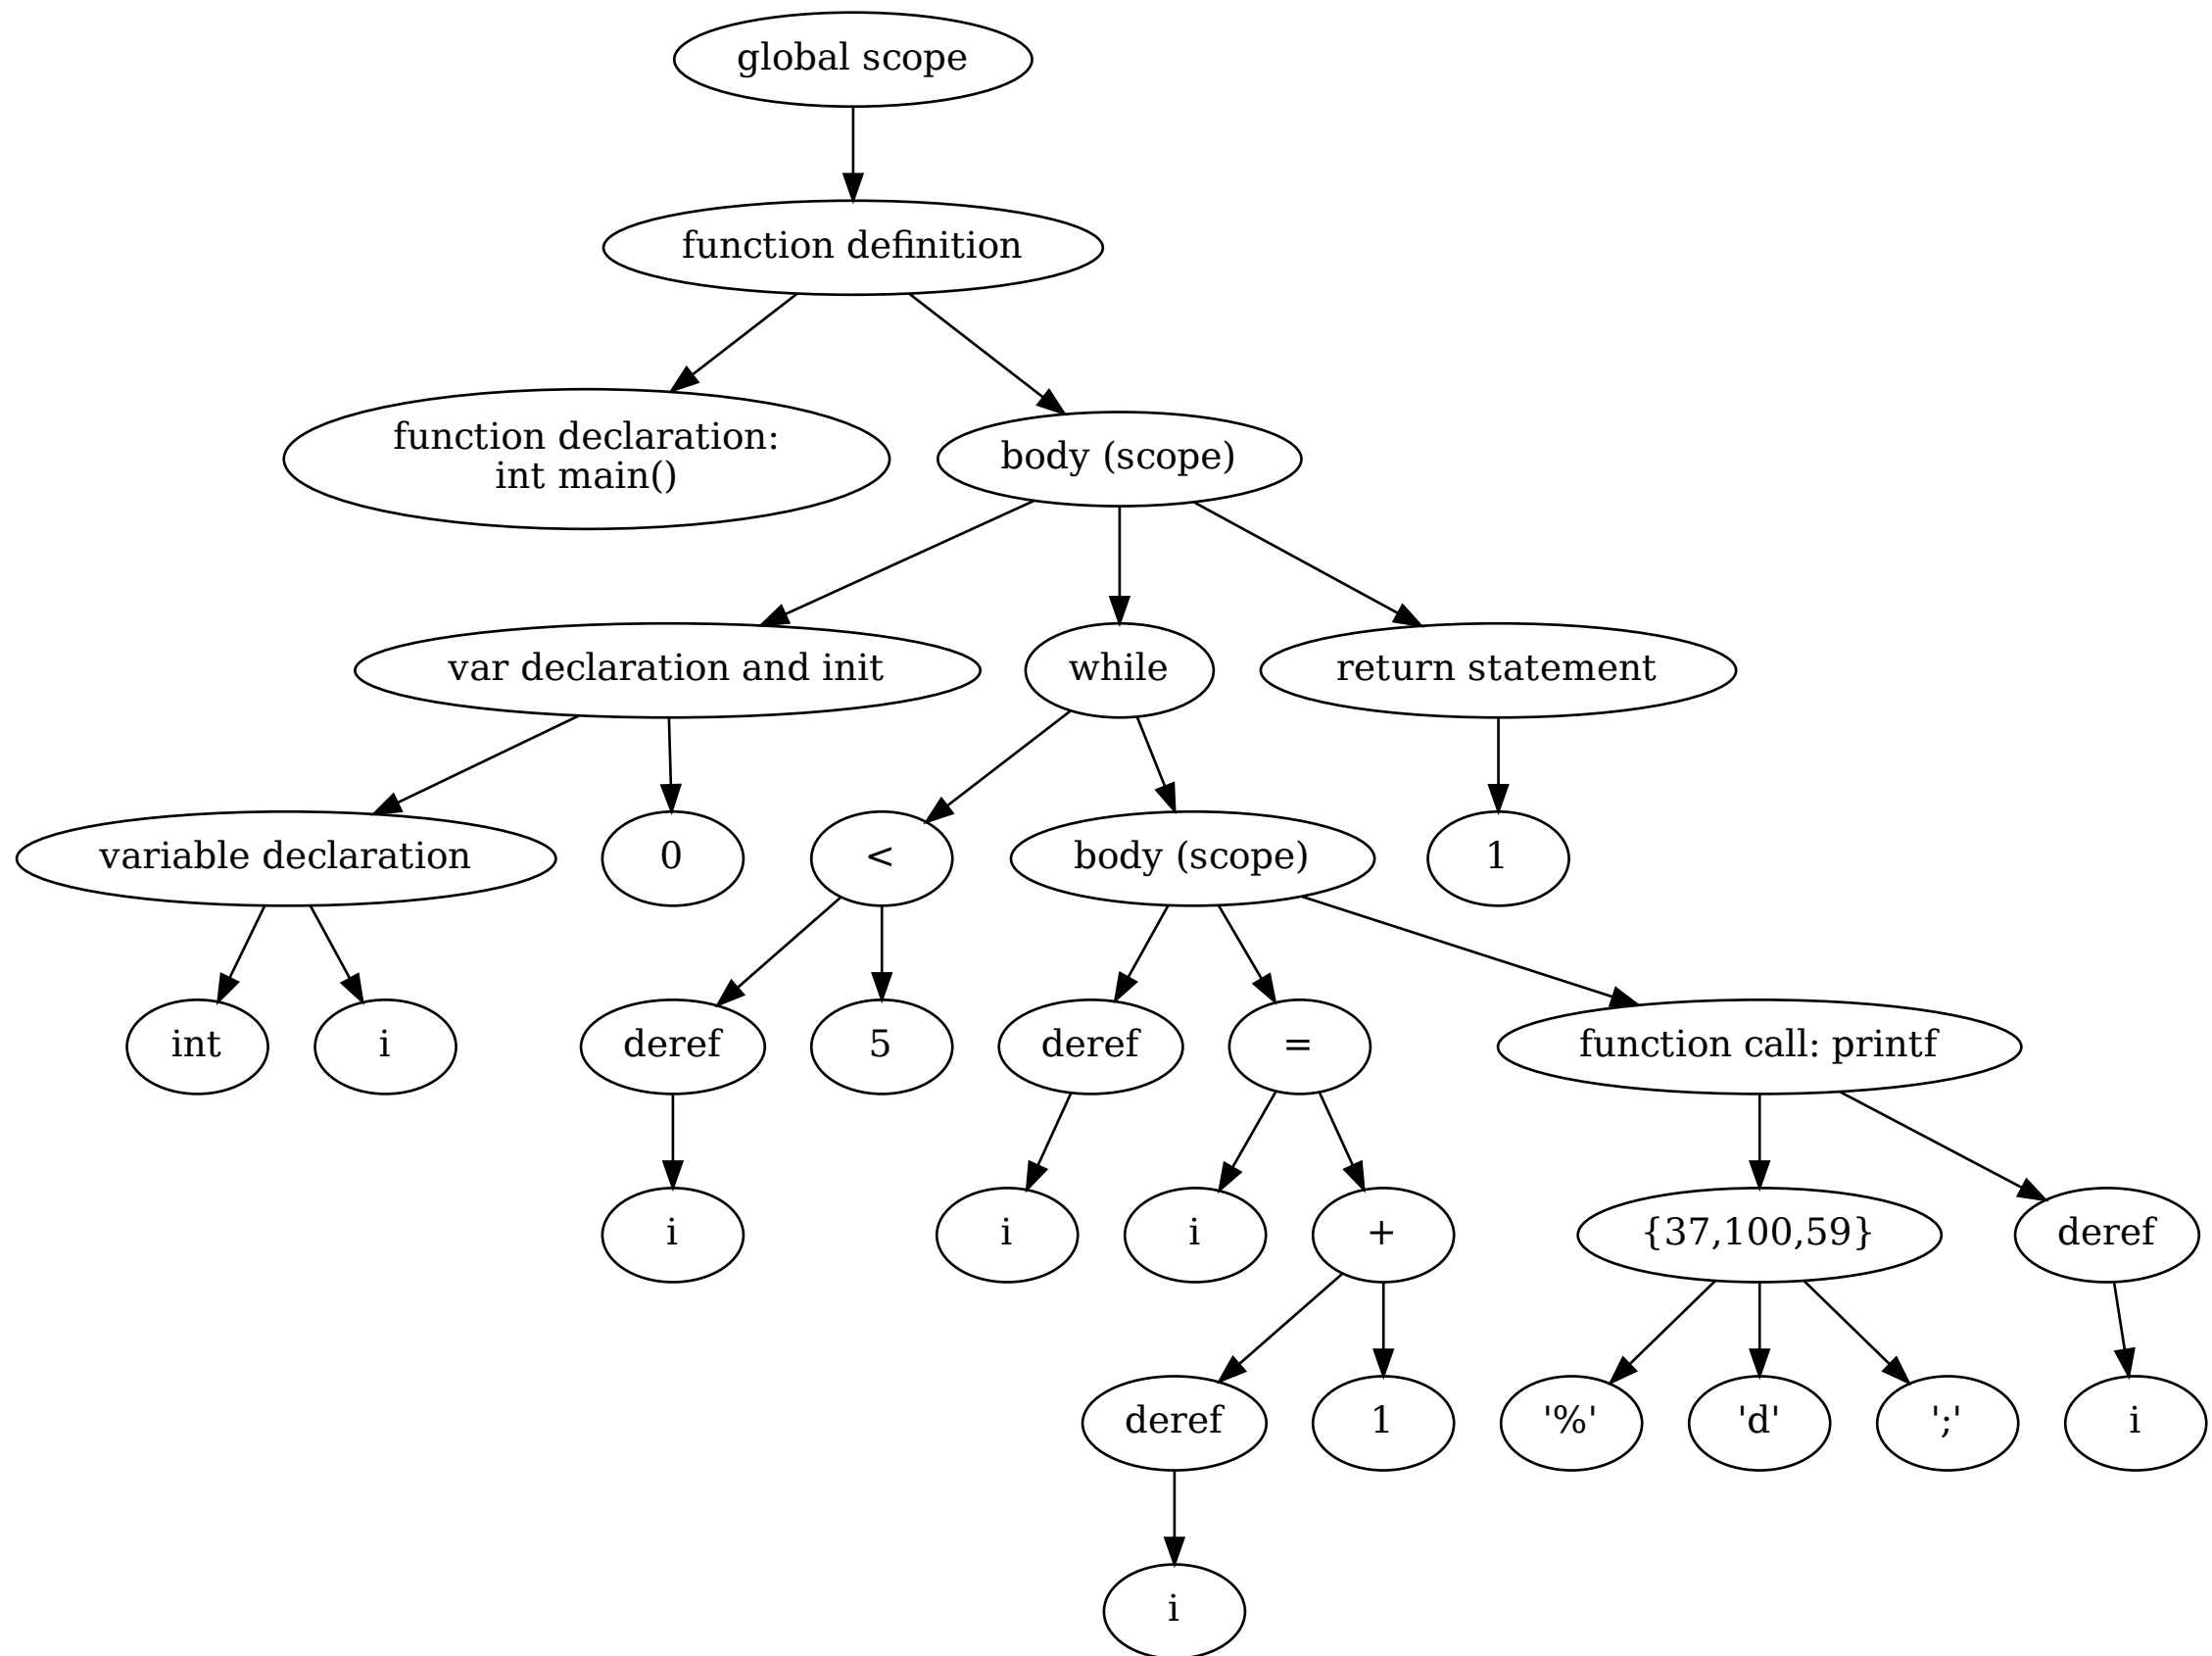 global scope
function definition
function declaration:
int main()
body (scope)
var declaration and init
while
return statement
variable declaration
0
<
body (scope)
1
int
i
deref
5
deref
=
function call: printf
i
i
i
+
{37,100,59}
deref
deref
1
'%'
'd'
';'
i
i